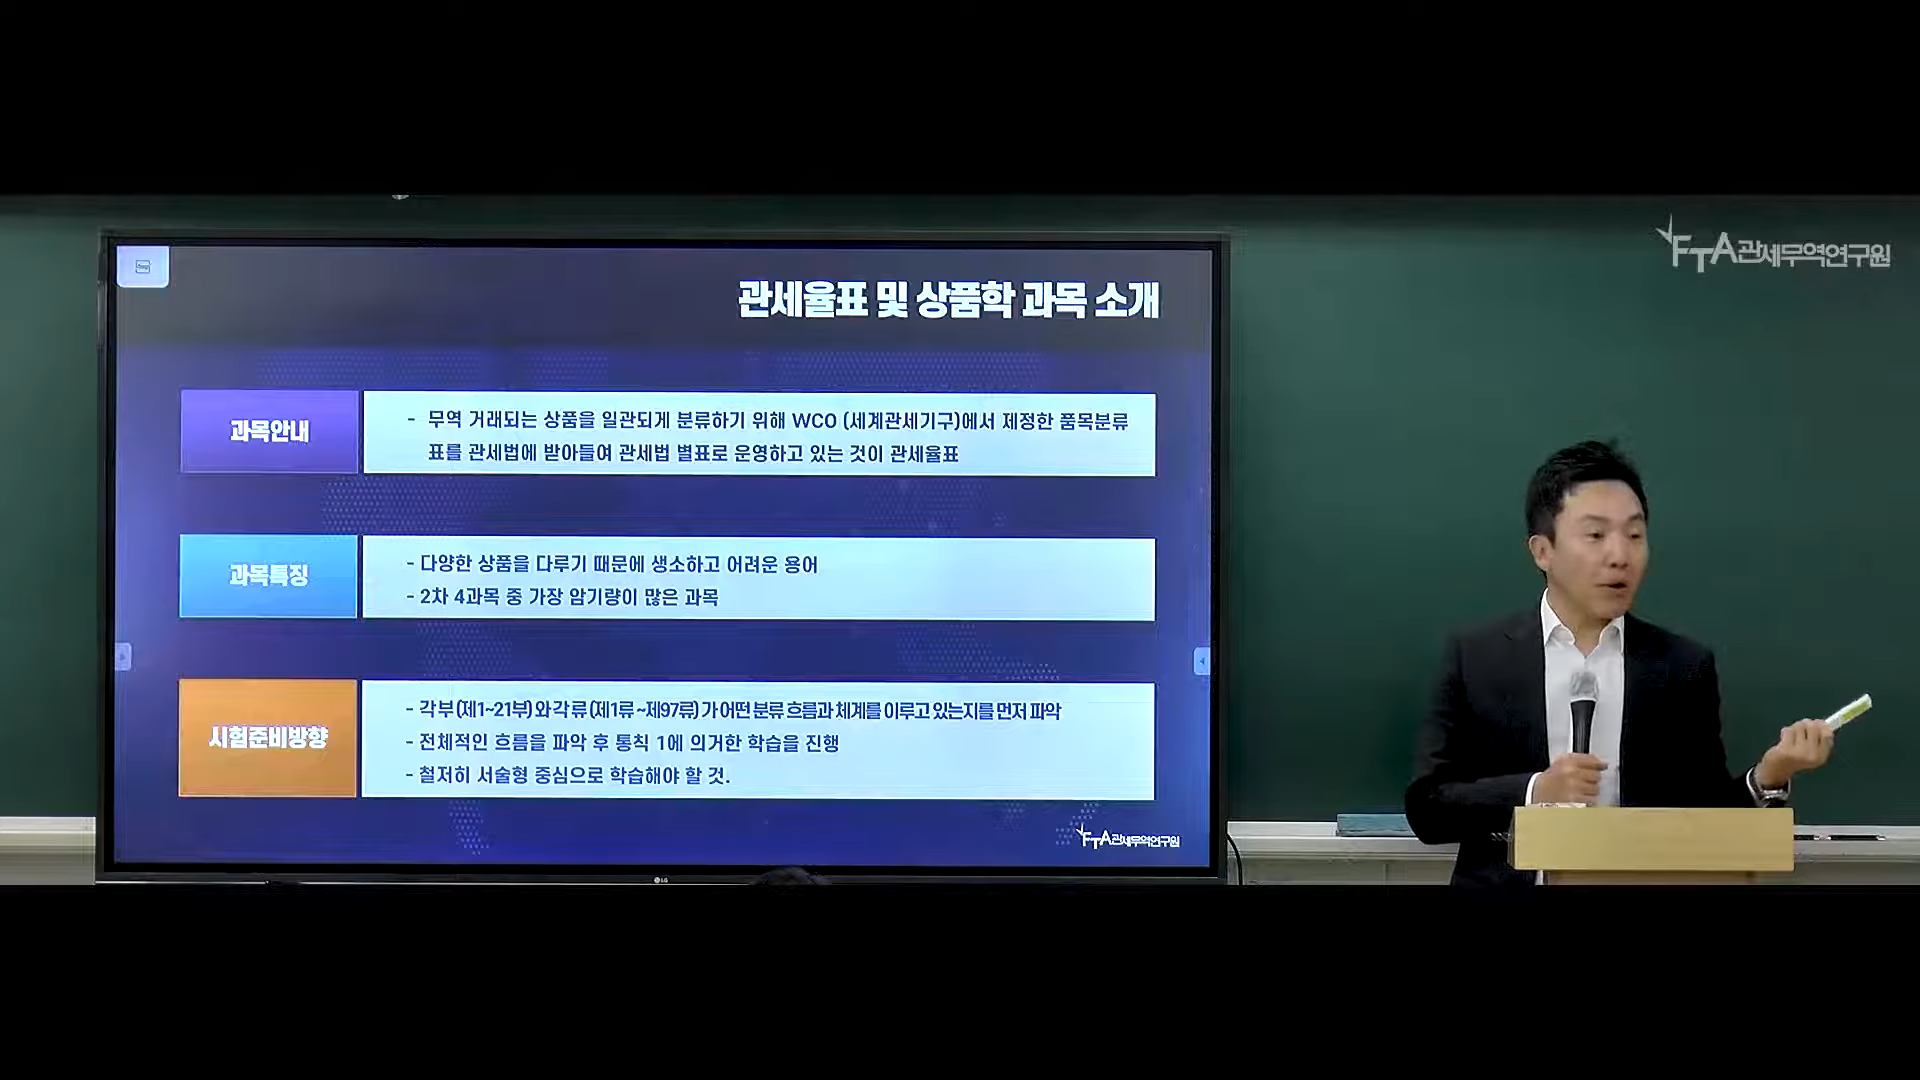 FTA관세무역연구원
관세율표 및 상품학 과목 소개
과목안내
- 무역 거래되는 상품을 일관되게 분류하기 위해 WCO (세계관세기구)에서 제정한 품목분류
표를 관세법에 받아들여 관세법 별표로 운영하고 있는 것이 관세율표
과목특징
- 다양한 상품을 다루기 때문에 생소하고 어려운 용어
- 2차 4과목 중 가장 암기량이 많은 과목
시험준비방향
- 각부(제1~21부)와 각류(제1류~제97류)가 어떤 분류 흐름과 체계를 이루고 있는지를 먼저 파악
- 전체적인 흐름을 파악 후 통칙 1에 의거한 학습을 진행
- 철저히 서술형 중심으로 학습해야 할 것.
FTA관세무역연구원
LG